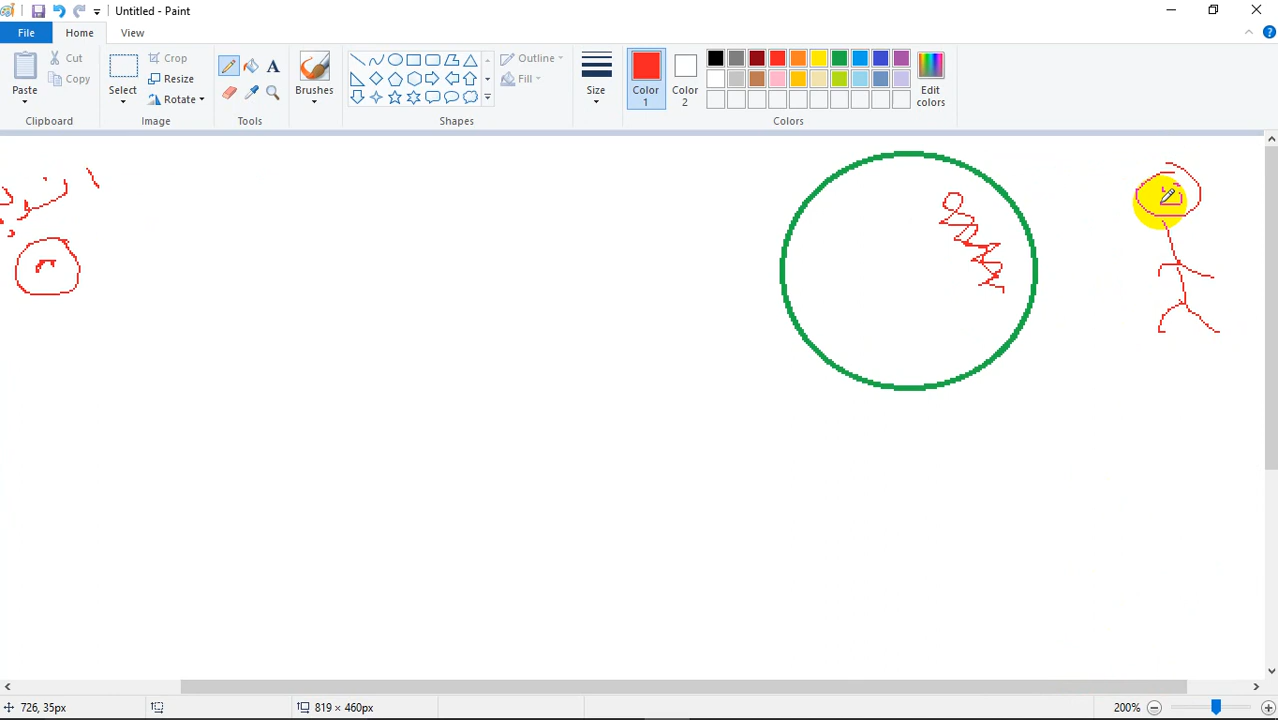 Untitled - Paint
File
Home
View
Paste
Cut
Copy
Clipboard
Select
Crop
Resize
Rotate
Image
A
Tools
Brushes
Outline
Fill
Shapes
Size
Color 1
Color 2
Edit colors
Colors
726, 35px
819 × 460px
200%